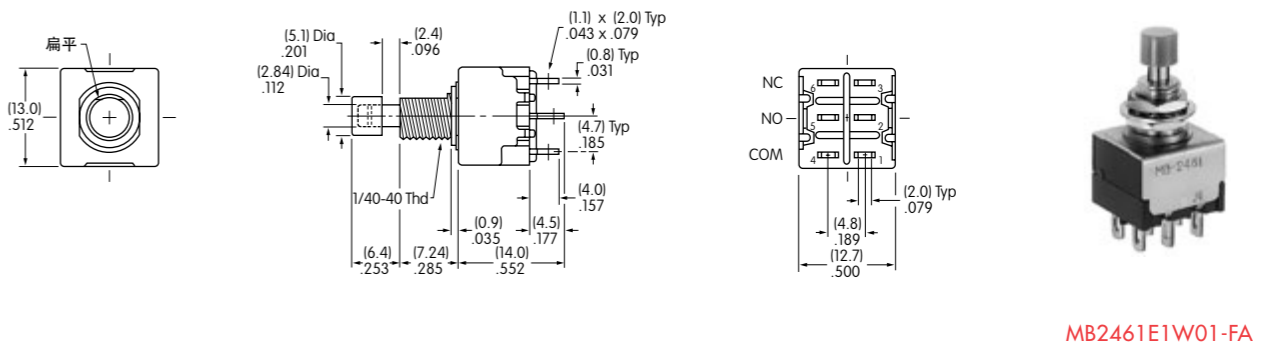 扁平
(13.0)
.512
(5.1) Dia
.201
(2.84) Dia
.112
(2.4)
.096
(1.1) x (2.0) Typ
.043 x .079
(0.8) Typ
.031
(4.7) Typ
.185
1/40-40 Thd
(4.0)
.157
(0.9)
.035
(4.5)
.177
(6.4)
.253
(7.24)
.285
(14.0)
.552
NC
NO
COM
6
3
5
2
4
1
(2.0) Typ
.079
(4.8)
.189
(12.7)
.500
MB-2461
MB2461E1W01-FA